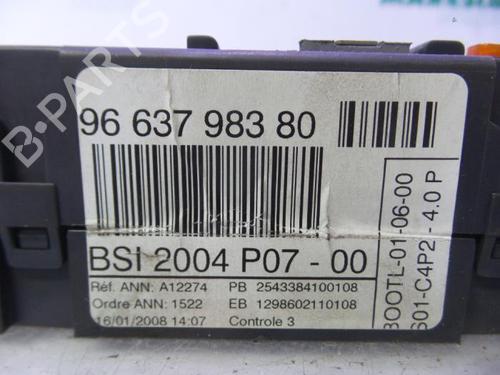 96 637 983 80
BSI 2004 P07 - 00
Réf. ANN: A12274 PB 2543384100108
Ordre ANN: 1522 EB 1298602110108
16/01/2008 14:07 Controle 3
BOOTL-01-06-00
S01-C4P2 - 4.0 P
B-PARTS